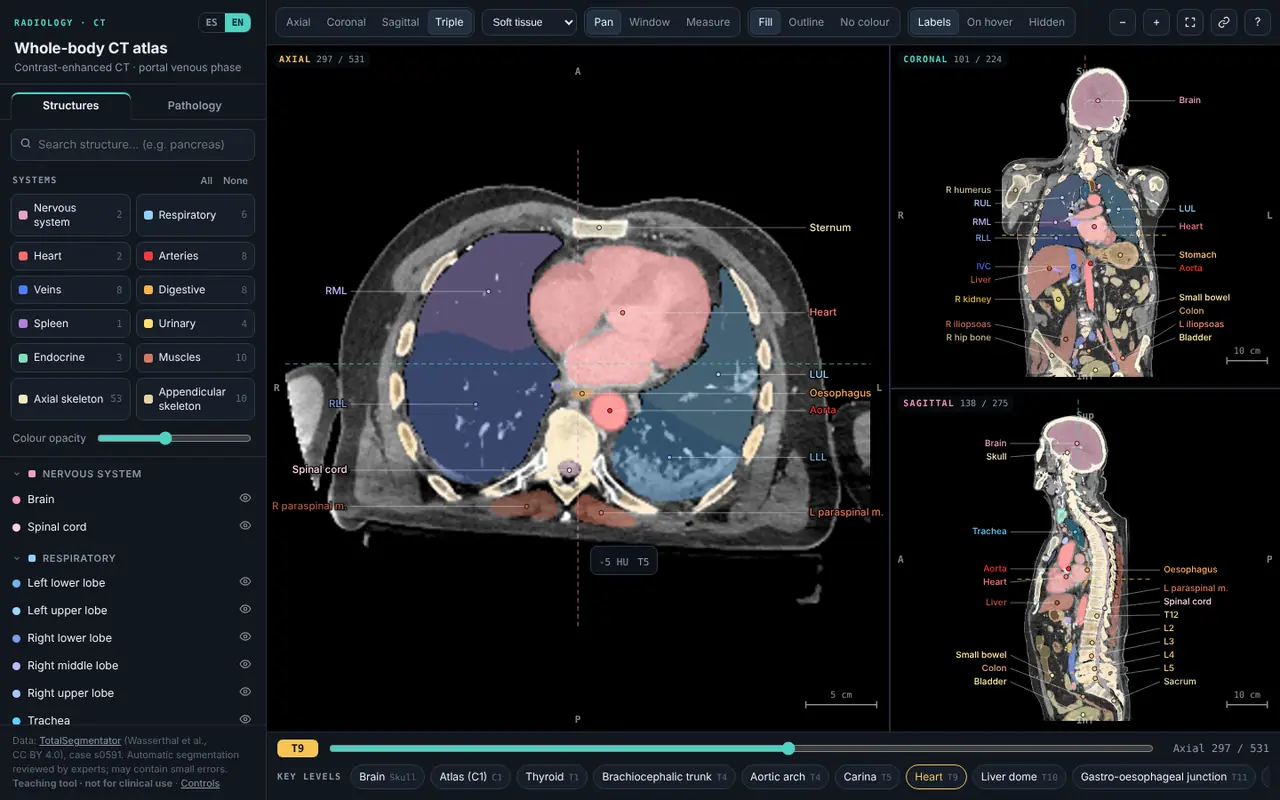 RADIOLOGY · CT
ES EN
Whole-body CT atlas
Contrast-enhanced CT · portal venous phase
Structures Pathology
Search structure... (e.g. pancreas)
SYSTEMS All None
Nervous system 2
Respiratory 6
Heart 2
Arteries 8
Veins 8
Digestive 8
Spleen 1
Urinary 4
Endocrine 3
Muscles 10
Axial skeleton 53
Appendicular skeleton 10
Colour opacity
NERVOUS SYSTEM
Brain
Spinal cord
RESPIRATORY
Left lower lobe
Left upper lobe
Right lower lobe
Right middle lobe
Right upper lobe
Trachea
Data: TotalSegmentator (Wasserthal et al.,
CC BY 4.0), case s0591. Automatic segmentation
reviewed by experts; may contain small errors.
Teaching tool · not for clinical use · Controls
Axial Coronal Sagittal Triple
Soft tissue
Pan Window Measure
Fill Outline No colour
Labels On hover Hidden
− + ?
AXIAL 297 / 531
A
Sternum
RML
Heart
LUL
R
L
Oesophagus
RLL
Aorta
LLL
Spinal cord
R paraspinal m.
L paraspinal m.
-5 HU T5
5 cm
P
CORONAL 101 / 224
Sup
Brain
R humerus
RUL
LUL
R
L
RML
Heart
RLL
Stomach
IVC
Aorta
Liver
R kidney
Small bowel
Colon
R iliopsoas
L iliopsoas
R hip bone
Bladder
10 cm
Inf
SAGITTAL 138 / 275
Sup
Brain
Skull
Trachea
A
P
Aorta
Oesophagus
Heart
L paraspinal m.
Liver
Spinal cord
T12
L2
L3
Small bowel
L4
Colon
L5
Bladder
Sacrum
10 cm
Inf
T9
Axial 297 / 531
KEY LEVELS
Brain Skull
Atlas (C1) C1
Thyroid T1
Brachiocephalic trunk T4
Aortic arch T4
Carina T5
Heart T9
Liver dome T10
Gastro-oesophageal junction T11